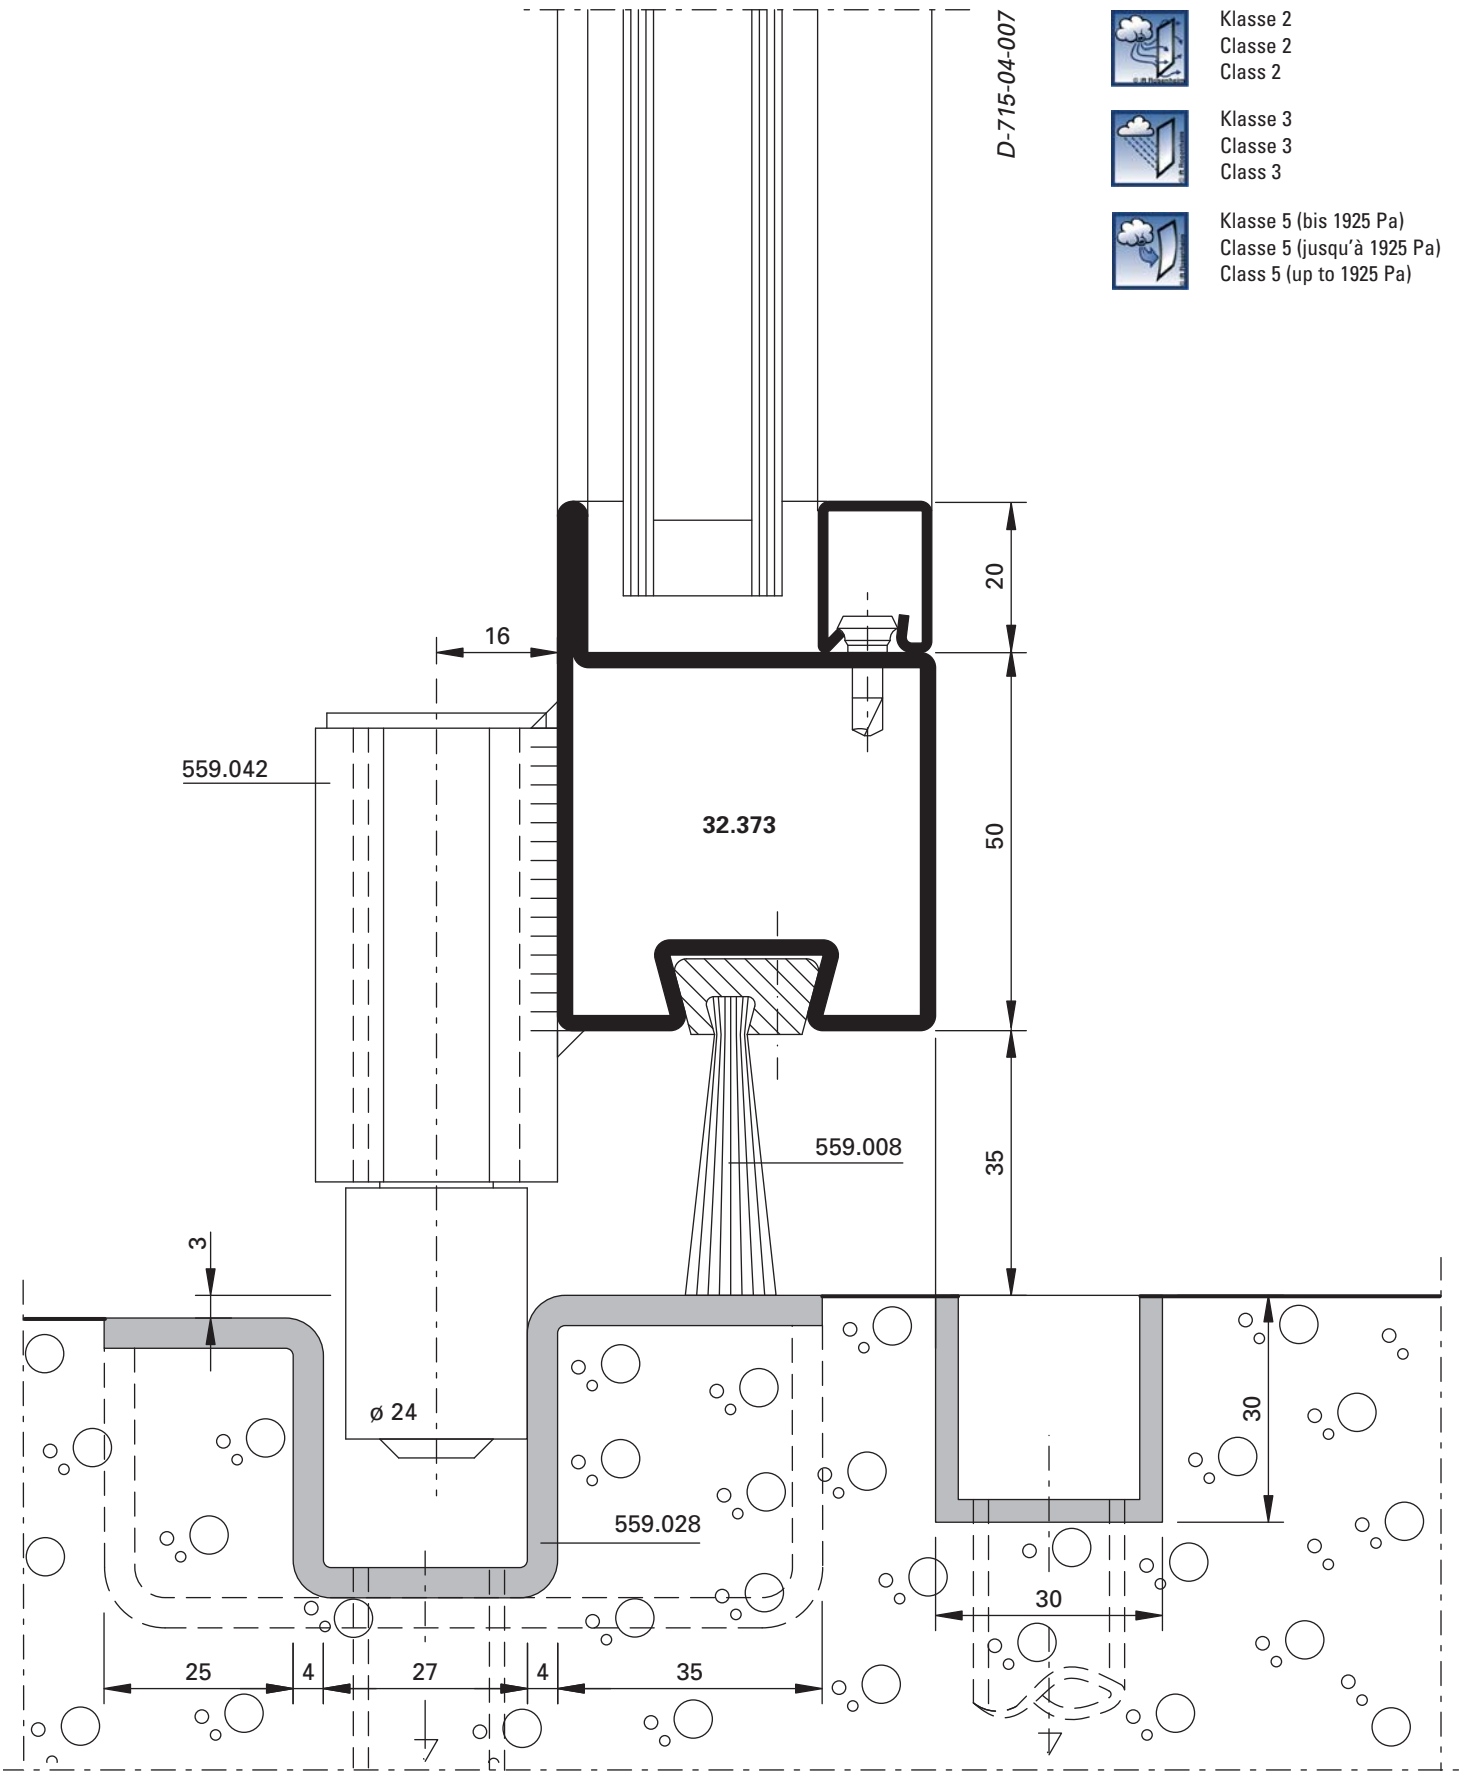 D-715-04-007
Klasse 2
Classe 2
Class 2
Klasse 3
Classe 3
Class 3
Klasse 5 (bis 1925 Pa)
Classe 5 (jusqu'à 1925 Pa)
Class 5 (up to 1925 Pa)
20
16
559.042
32.373
50
559.008
35
3
ø 24
30
559.028
30
25
4
27
4
35